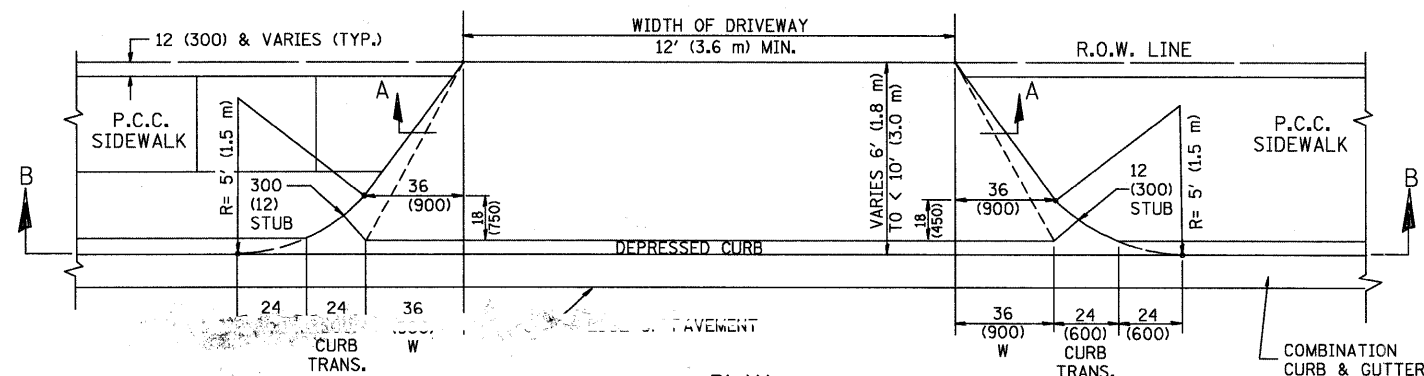 12 (300) & VARIES (TYP.)
WIDTH OF DRIVEWAY
12' (3.6 m) MIN.
R.O.W. LINE
P.C.C.
SIDEWALK
A
A
P.C.C.
SIDEWALK
B
B
R= 5' (1.5 m)
300
(12)
STUB
36
(900)
18
(750)
VARIES 6' (1.8 m)
TO < 10' (3.0 m)
36
(900)
18
(450)
12
(300)
STUB
R= 5' (1.5 m)
DEPRESSED CURB
24
24
36
CURB
TRANS.
W
PAVEMENT
36
(900)
W
24
(600)
CURB
TRANS.
24
(600)
COMBINATION
CURB & GUTTER